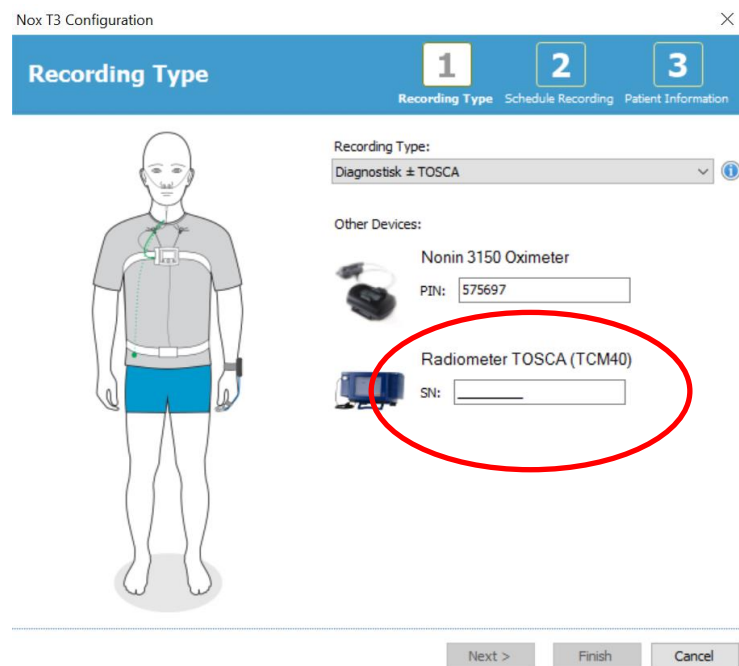 Nox T3 Configuration
Recording Type
1
Recording Type
2
Schedule Recording
3
Patient Information
Recording Type:
Diagnostisk ± TOSCA
Other Devices:
Nonin 3150 Oximeter
PIN: 575697
Radiometer TOSCA (TCM40)
SN: ________
Next >
Finish
Cancel